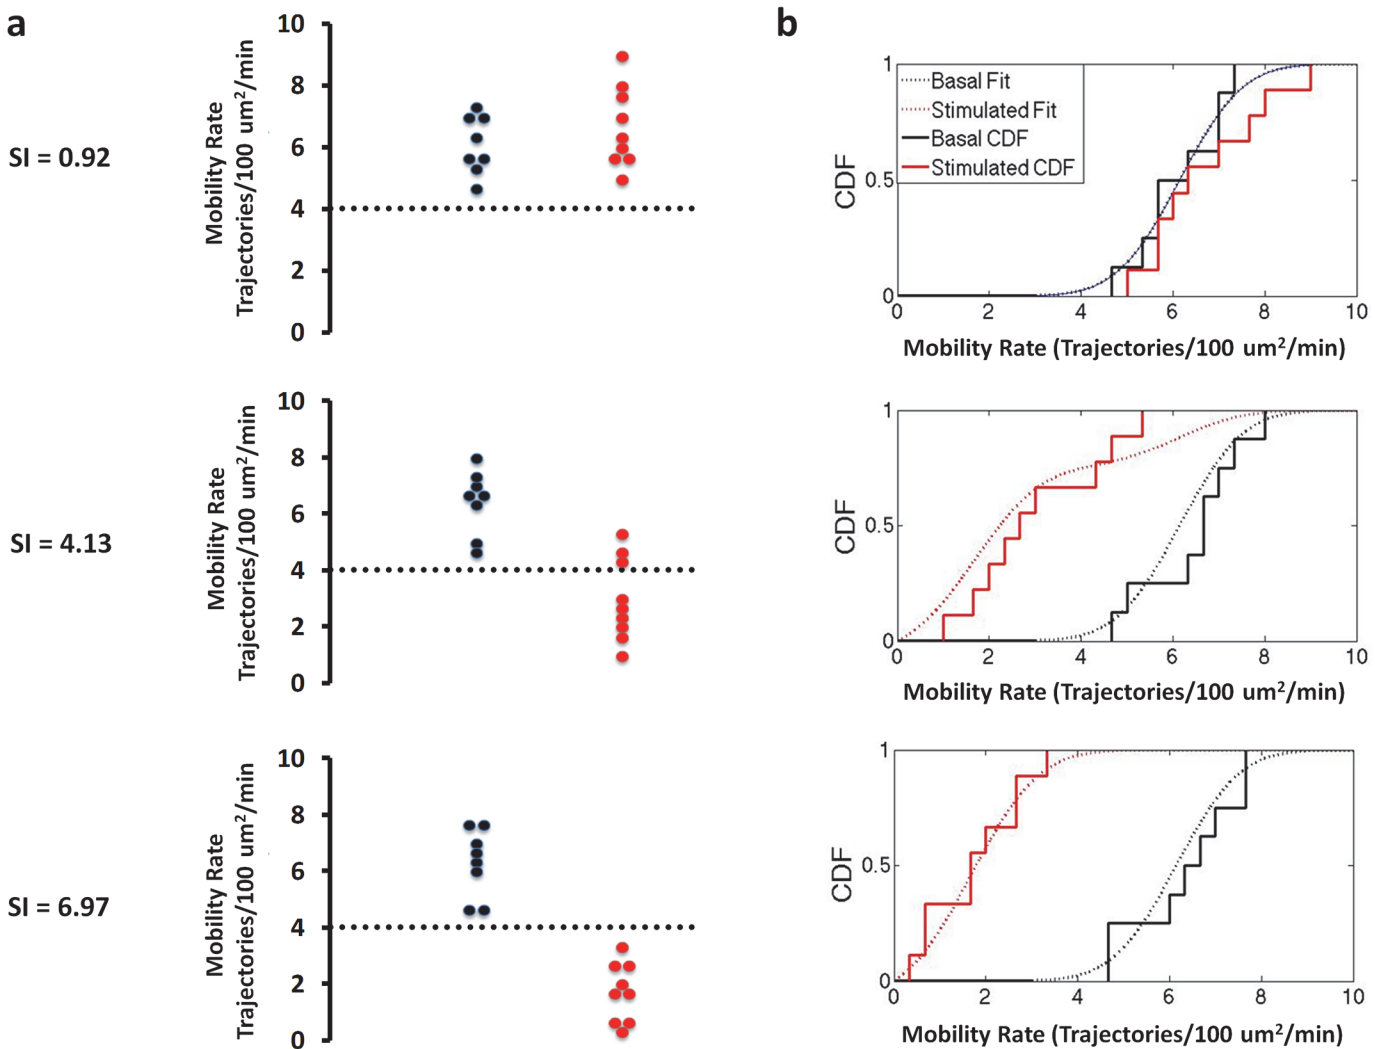 a
b
SI = 0.92
Mobility Rate
Trajectories/100 um²/min
10
8
6
4
2
0
CDF
1
0.5
0
Basal Fit
Stimulated Fit
Basal CDF
Stimulated CDF
0 2 4 6 8 10
Mobility Rate (Trajectories/100 um²/min)
SI = 4.13
Mobility Rate
Trajectories/100 um²/min
10
8
6
4
2
0
CDF
1
0.5
0
0 2 4 6 8 10
Mobility Rate (Trajectories/100 um²/min)
SI = 6.97
Mobility Rate
Trajectories/100 um²/min
10
8
6
4
2
0
CDF
1
0.5
0
0 2 4 6 8 10
Mobility Rate (Trajectories/100 um²/min)